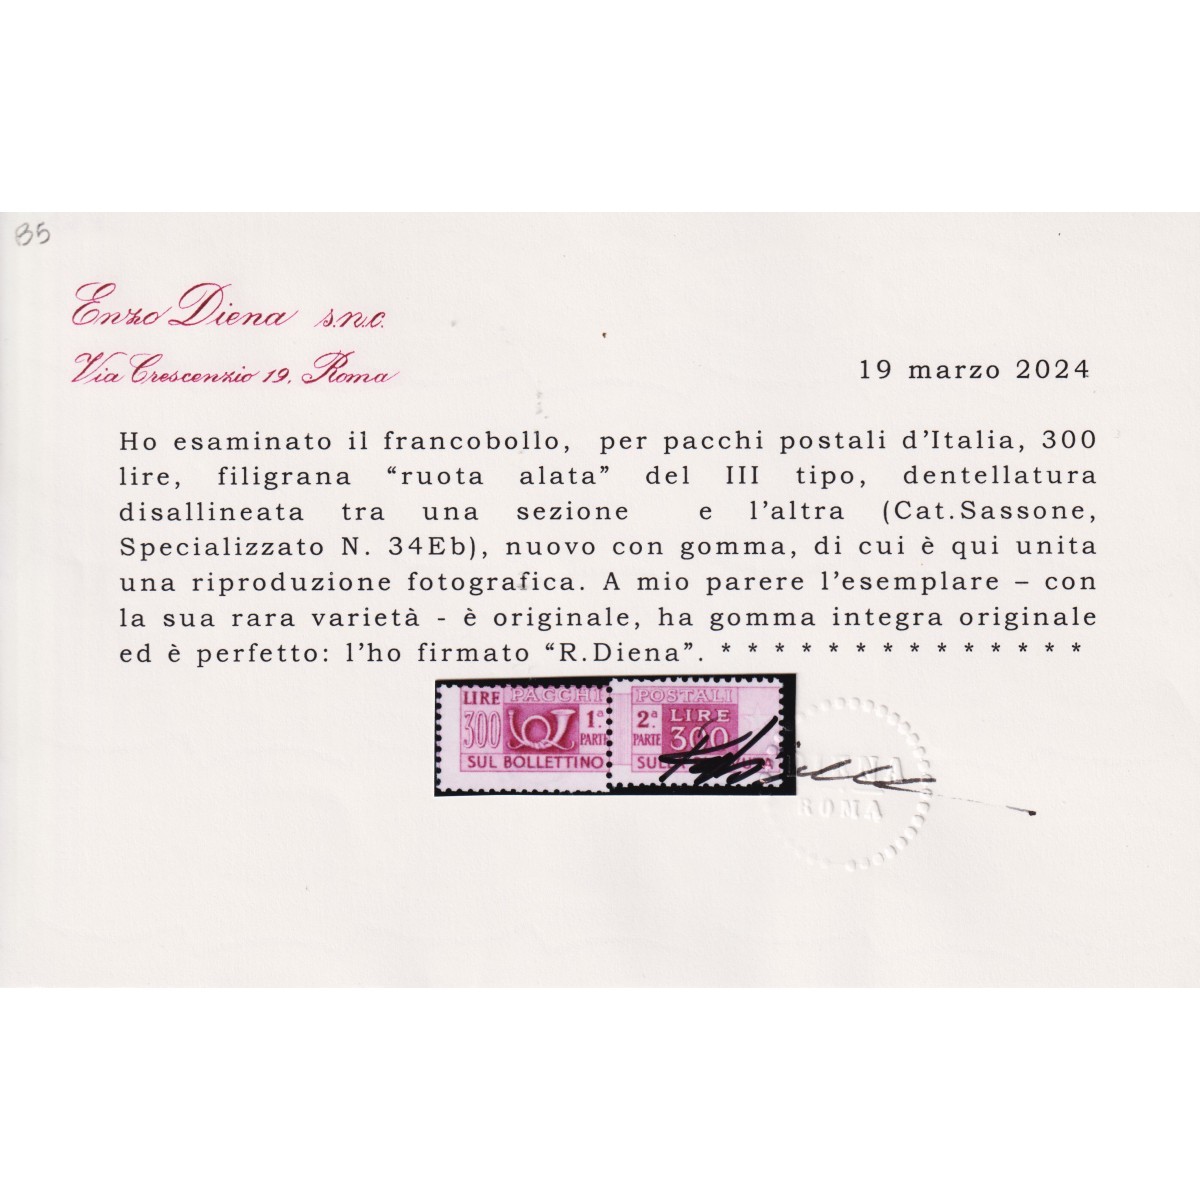 35
Enzo Diena s.n.c.
Via Crescenzio 19, Roma
19 marzo 2024
Ho esaminato il francobollo, per pacchi postali d’Italia, 300
lire, filigrana “ruota alata” del III tipo, dentellatura
disallineata tra una sezione e l’altra (Cat.Sassone,
Specializzato N. 34Eb), nuovo con gomma, di cui è qui unita
una riproduzione fotografica. A mio parere l’esemplare – con
la sua rara varietà - è originale, ha gomma integra originale
ed è perfetto: l’ho firmato “R.Diena”. * * * * * * * * * * * * * *
LIRE PACCHI
300 1ª PARTE
SUL BOLLETTINO
POSTALI
2ª PARTE LIRE 300
DIENA
ROMA